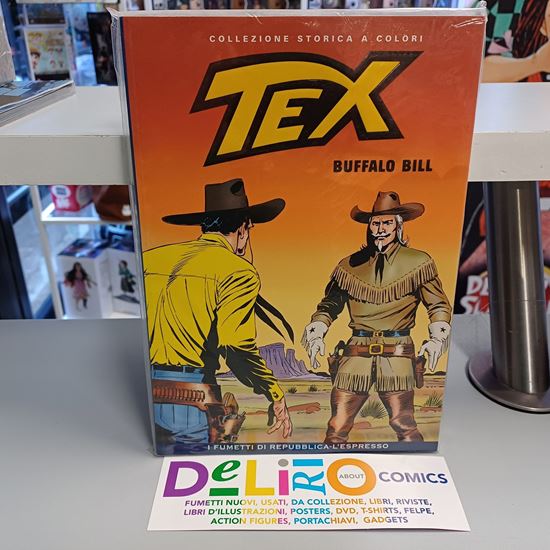 COLLEZIONE STORICA A COLORI
TEX
BUFFALO BILL
I FUMETTI DI REPUBBLICA-L'ESPRESSO
DeLiRiO ABOUT COMICS
FUMETTI NUOVI, USATI, DA COLLEZIONE, LIBRI, RIVISTE,
LIBRI D'ILLUSTRAZIONI, POSTERS, DVD, T-SHIRTS, FELPE,
ACTION FIGURES, PORTACHIAVI, GADGETS